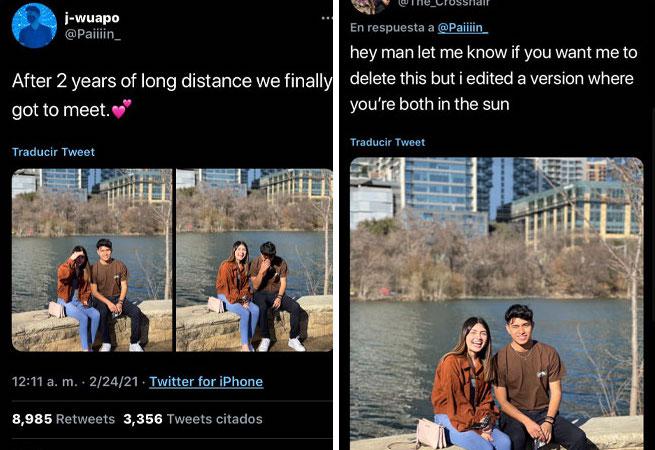 j-wuapo
@Paiiiin_
After 2 years of long distance we finally
got to meet.💕
Traducir Tweet
12:11 a. m. · 2/24/21 · Twitter for iPhone
8,985 Retweets 3,356 Tweets citados
@The_Crosshair
En respuesta a @Paiiiin_
hey man let me know if you want me to
delete this but i edited a version where
you're both in the sun
Traducir Tweet